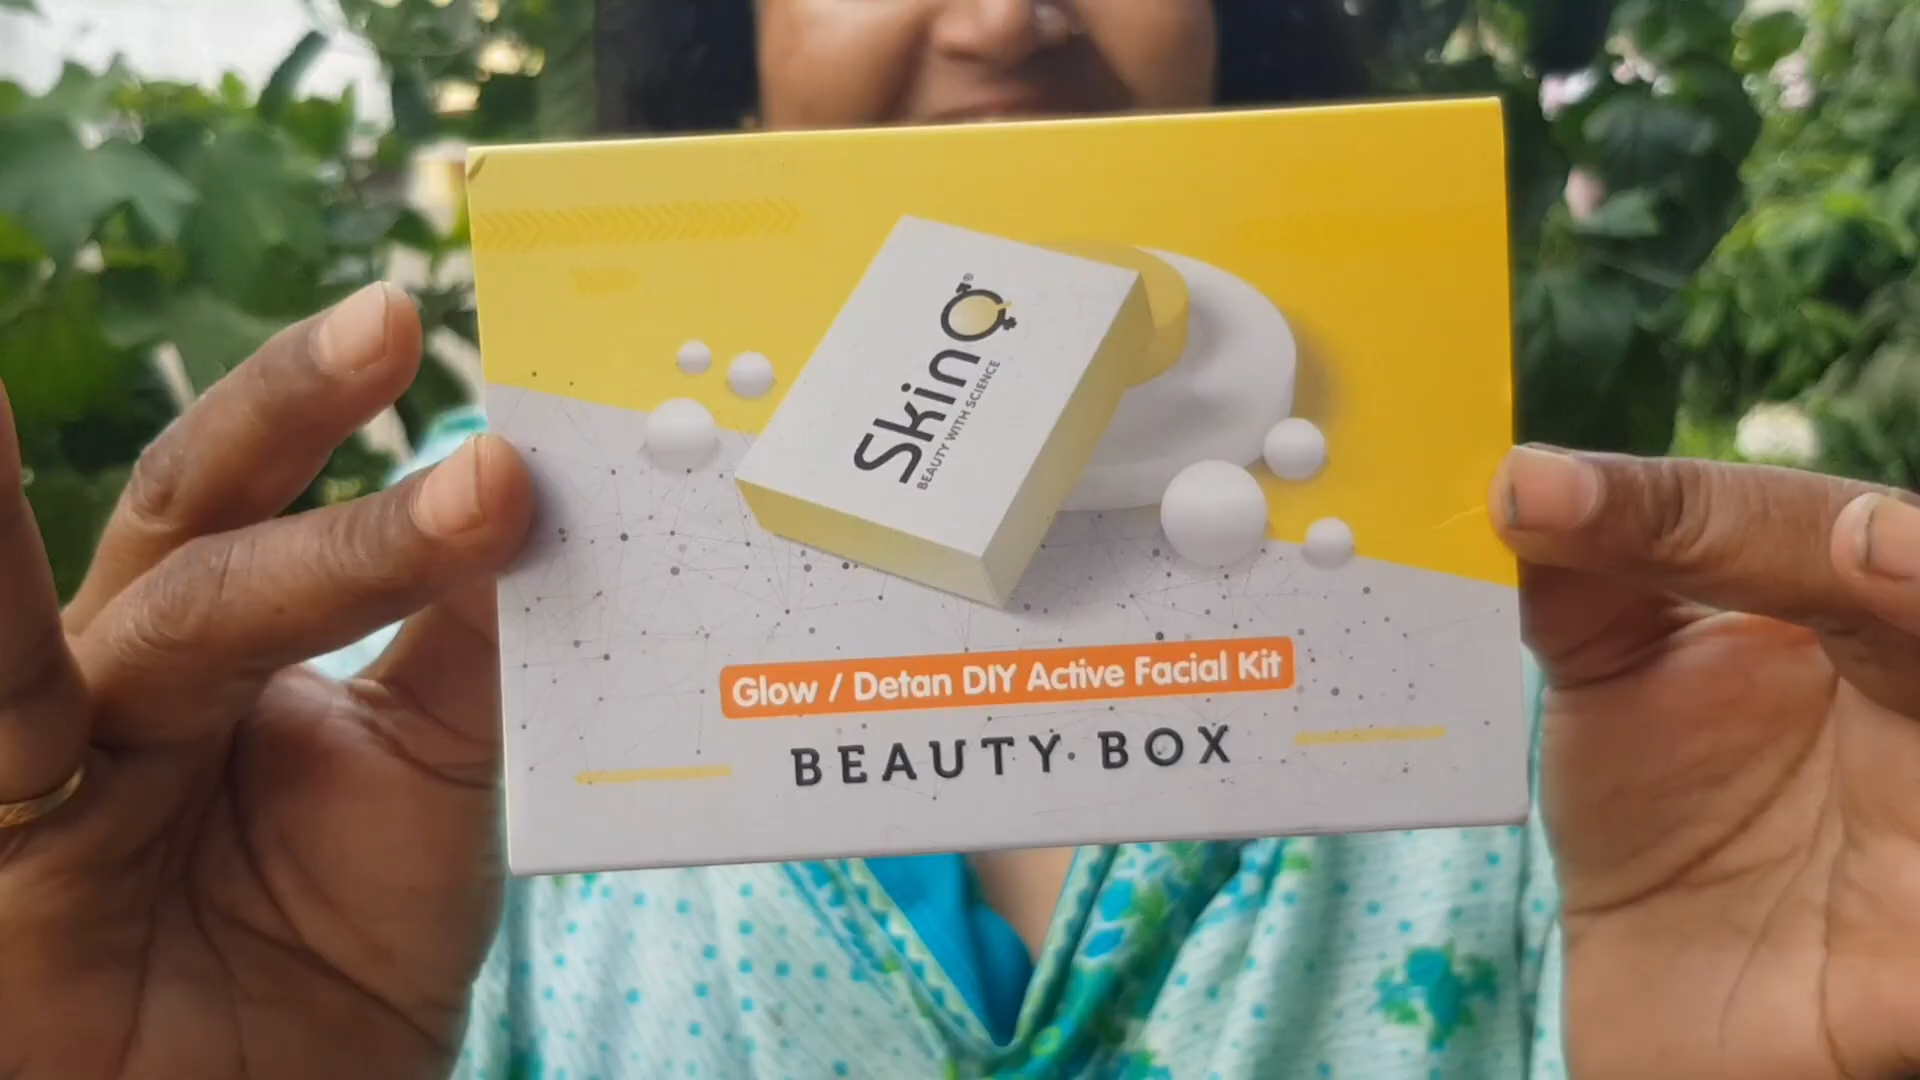 SkinQ®
BEAUTY WITH SCIENCE
Glow / Detan DIY Active Facial Kit
BEAUTY BOX